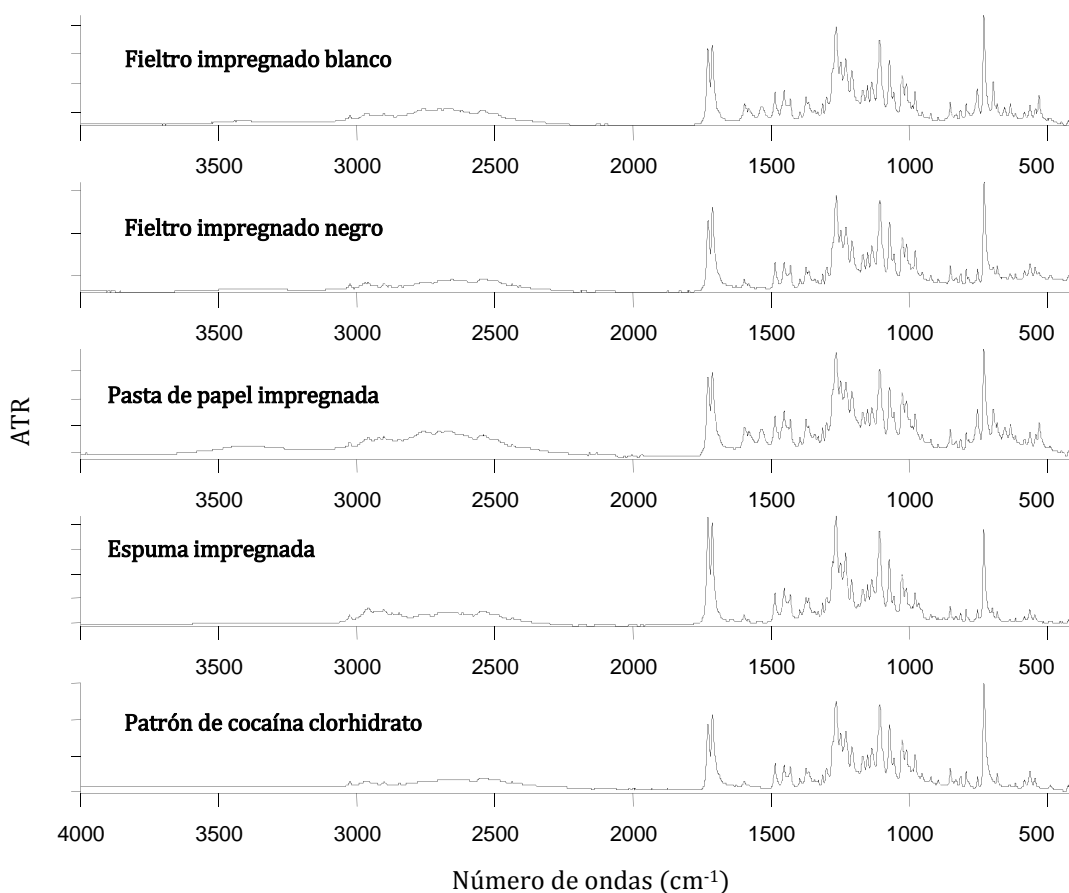 Fieltro impregnado blanco
3500 3000 2500 2000 1500 1000 500
Fieltro impregnado negro
3500 3000 2500 2000 1500 1000 500
Pasta de papel impregnada
ATR
3500 3000 2500 2000 1500 1000 500
Espuma impregnada
3500 3000 2500 2000 1500 1000 500
Patrón de cocaína clorhidrato
4000 3500 3000 2500 2000 1500 1000 500
Número de ondas (cm-1)